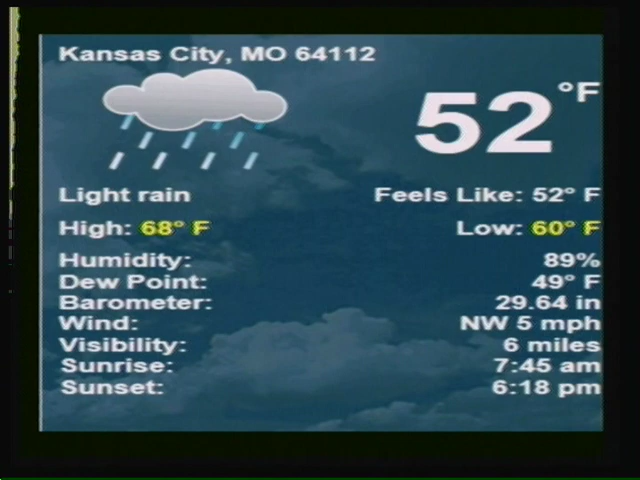 Kansas City, MO 64112
52 °F
Light rain Feels Like: 52° F
High: 68° F Low: 60° F
Humidity: 89%
Dew Point: 49° F
Barometer: 29.64 in
Wind: NW 5 mph
Visibility: 6 miles
Sunrise: 7:45 am
Sunset: 6:18 pm